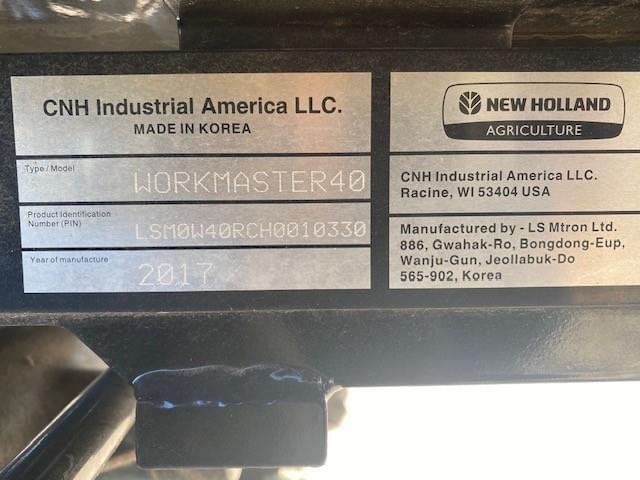 CNH Industrial America LLC.
MADE IN KOREA
Type / Model
WORKMASTER40
Product Identification
Number (PIN)
LSM0W40RCH0010330
Year of manufacture
2017
NEW HOLLAND
AGRICULTURE
CNH Industrial America LLC.
Racine, WI 53404 USA
Manufactured by - LS Mtron Ltd.
886, Gwahak-Ro, Bongdong-Eup,
Wanju-Gun, Jeollabuk-Do
565-902, Korea